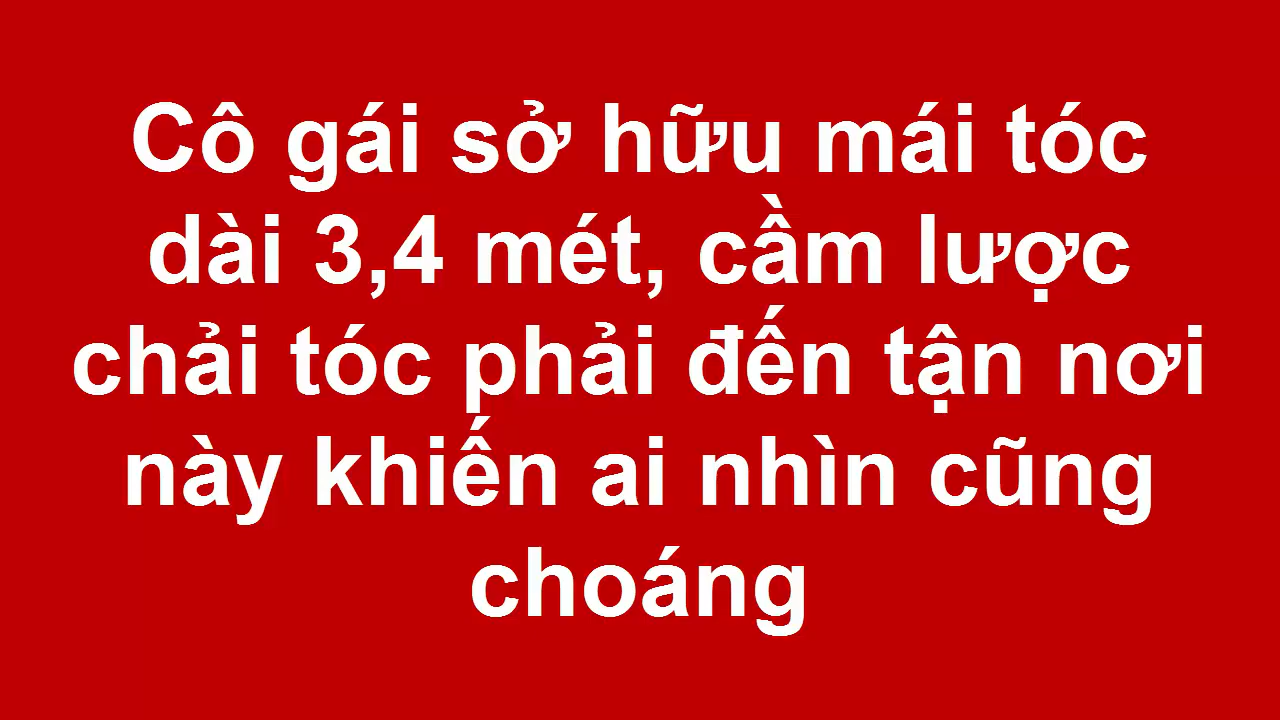 Cô gái sở hữu mái tóc
dài 3,4 mét, cầm lược
chải tóc phải đến tận nơi
này khiến ai nhìn cũng
choáng